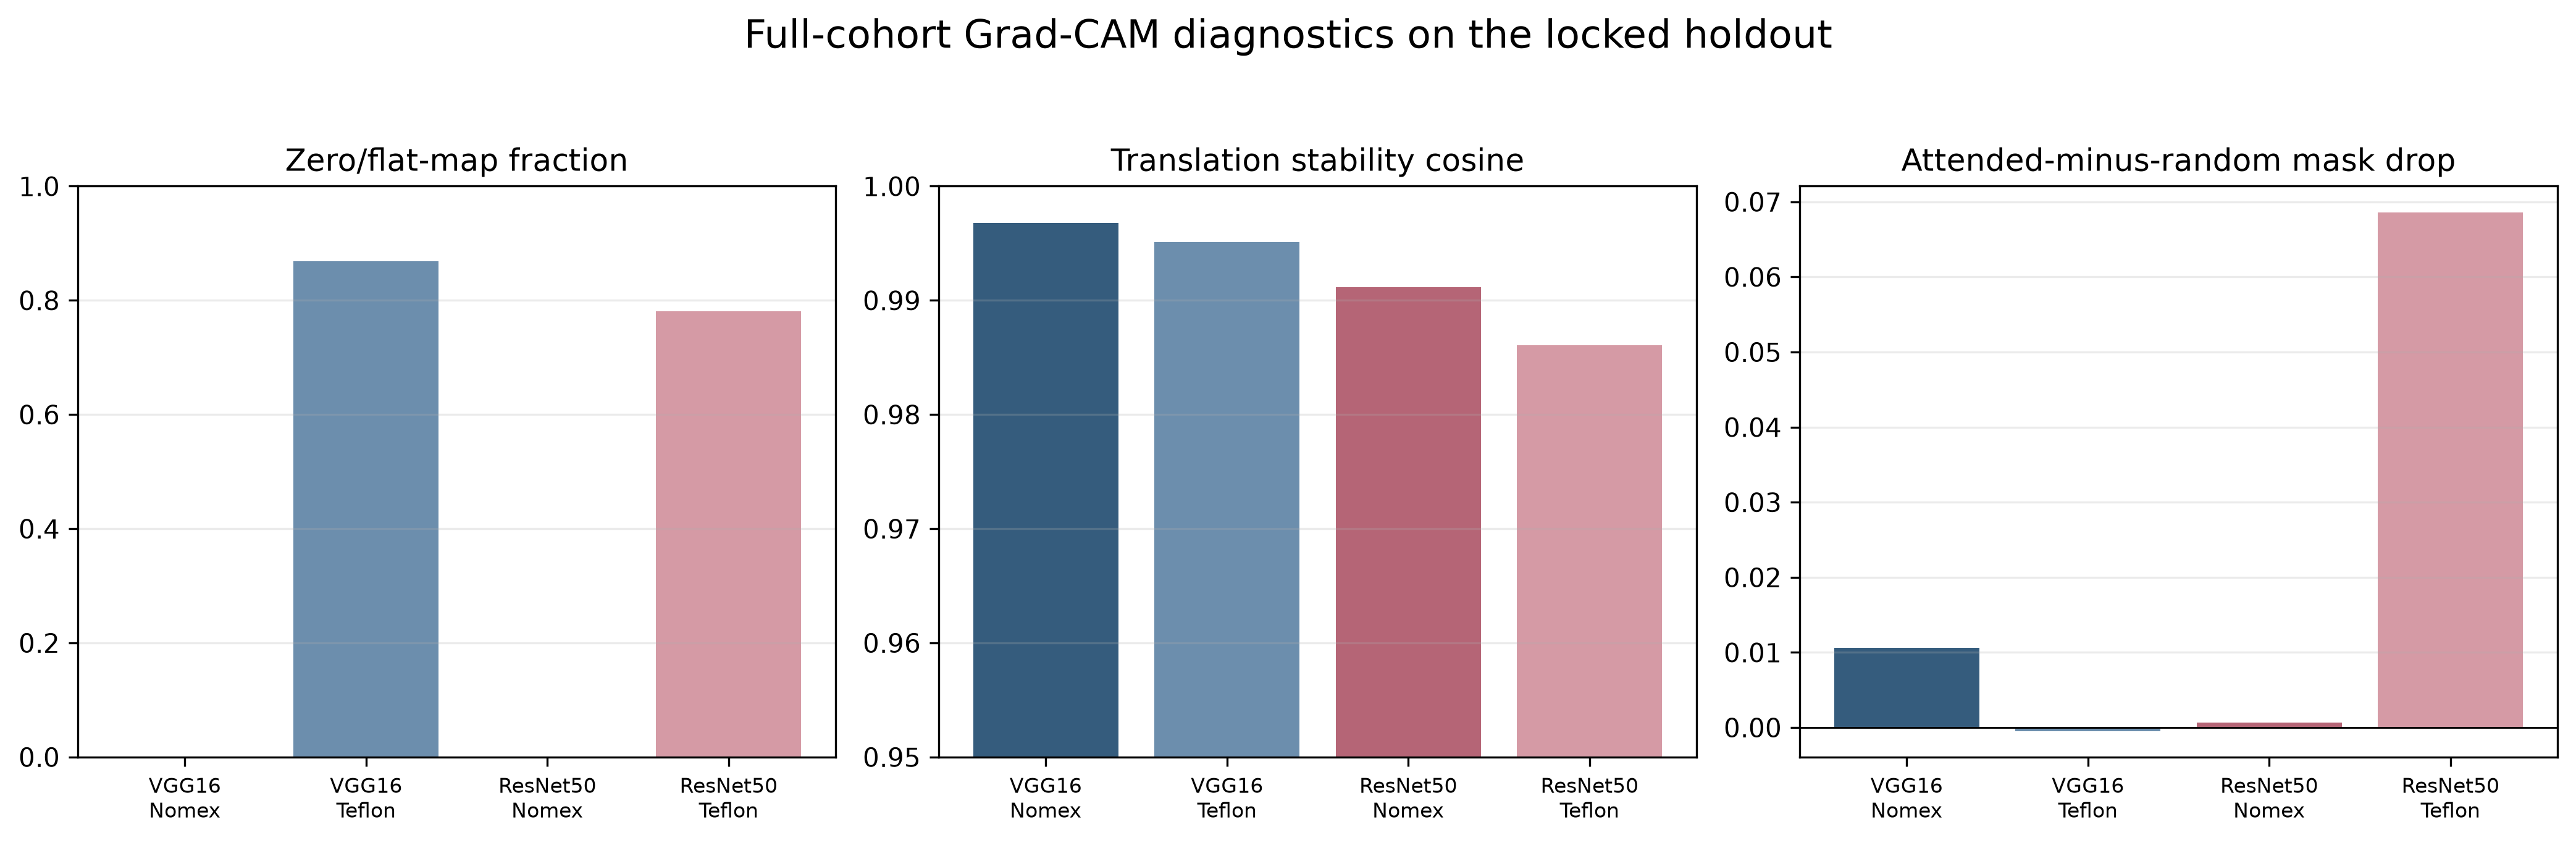 Full-cohort Grad-CAM diagnostics on the locked holdout
Zero/flat-map fraction
1.0
0.8
0.6
0.4
0.2
0.0
VGG16
Nomex
VGG16
Teflon
ResNet50
Nomex
ResNet50
Teflon
Translation stability cosine
1.00
0.99
0.98
0.97
0.96
0.95
VGG16
Nomex
VGG16
Teflon
ResNet50
Nomex
ResNet50
Teflon
Attended-minus-random mask drop
0.07
0.06
0.05
0.04
0.03
0.02
0.01
0.00
VGG16
Nomex
VGG16
Teflon
ResNet50
Nomex
ResNet50
Teflon